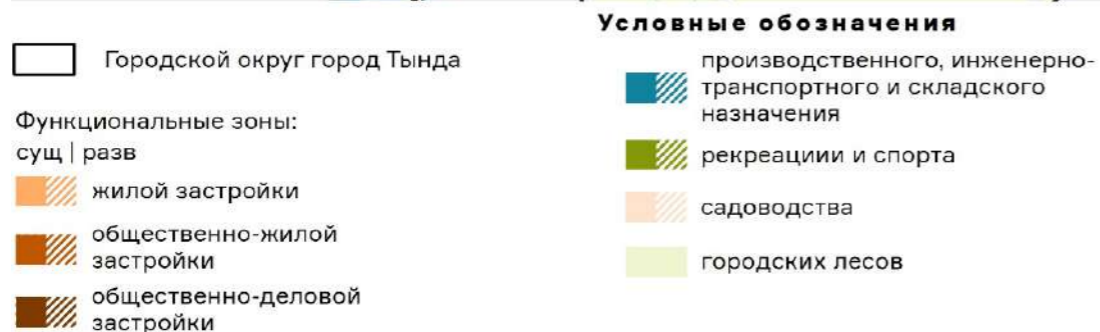 Условные обозначения
Городской округ город Тында
Функциональные зоны:
сущ | разв
жилой застройки
общественно-жилой
застройки
общественно-деловой
застройки
производственного, инженерно-
транспортного и складского
назначения
рекреациии и спорта
садоводства
городских лесов